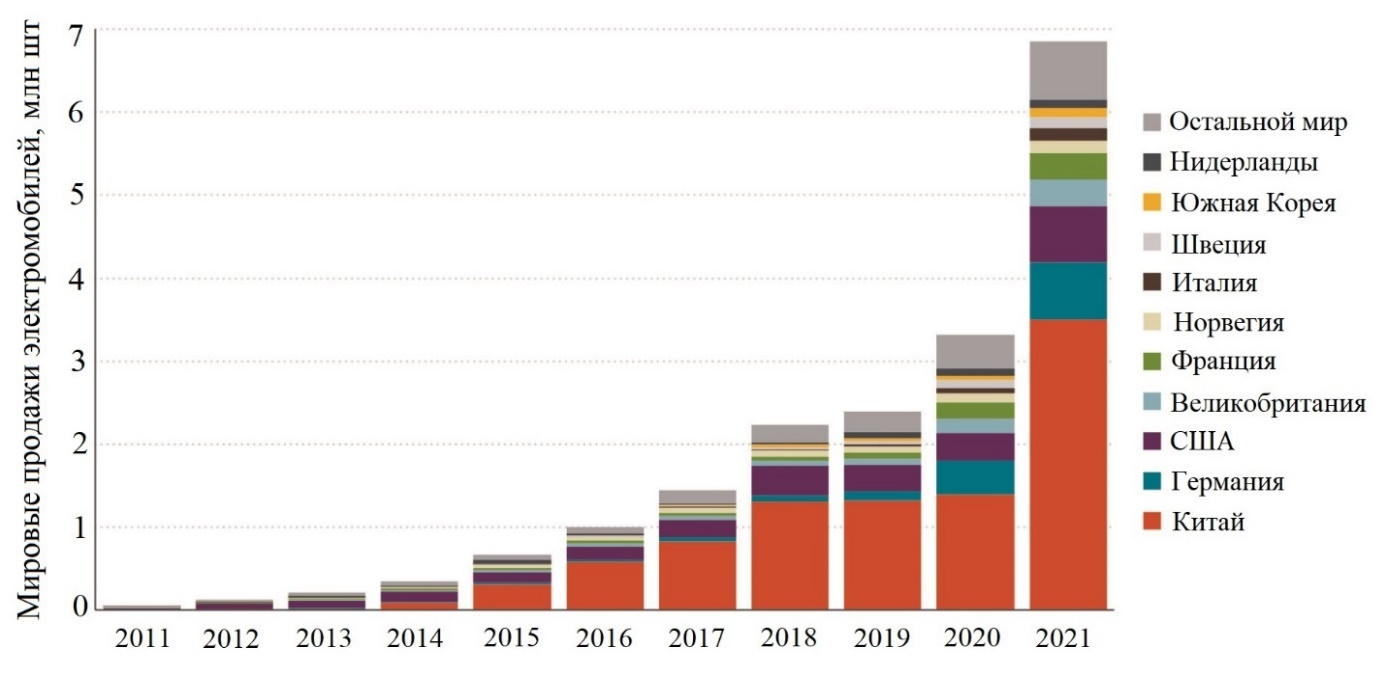 Мировые продажи электромобилей, млн шт
7
6
5
4
3
2
1
0
2011 2012 2013 2014 2015 2016 2017 2018 2019 2020 2021
Остальной мир
Нидерланды
Южная Корея
Швеция
Италия
Норвегия
Франция
Великобритания
США
Германия
Китай